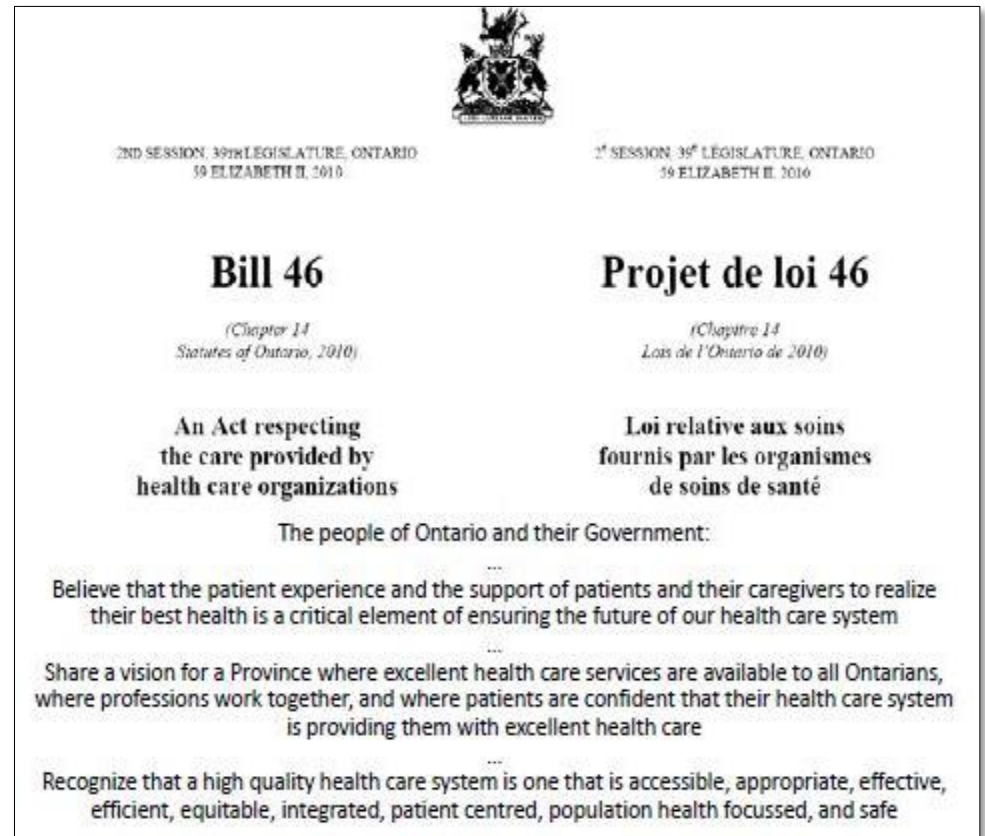 2ND SESSION, 39TH LEGISLATURE, ONTARIO
59 ELIZABETH II, 2010
2e SESSION, 39e LÉGISLATURE, ONTARIO
59 ELIZABETH II, 2010
Bill 46
Projet de loi 46
(Chapter 14
Statutes of Ontario, 2010)
(Chapitre 14
Lois de l'Ontario de 2010)
An Act respecting
the care provided by
health care organizations
Loi relative aux soins
fournis par les organismes
de soins de santé
The people of Ontario and their Government:
...
Believe that the patient experience and the support of patients and their caregivers to realize
their best health is a critical element of ensuring the future of our health care system
...
Share a vision for a Province where excellent health care services are available to all Ontarians,
where professions work together, and where patients are confident that their health care system
is providing them with excellent health care
...
Recognize that a high quality health care system is one that is accessible, appropriate, effective,
efficient, equitable, integrated, patient centred, population health focussed, and safe